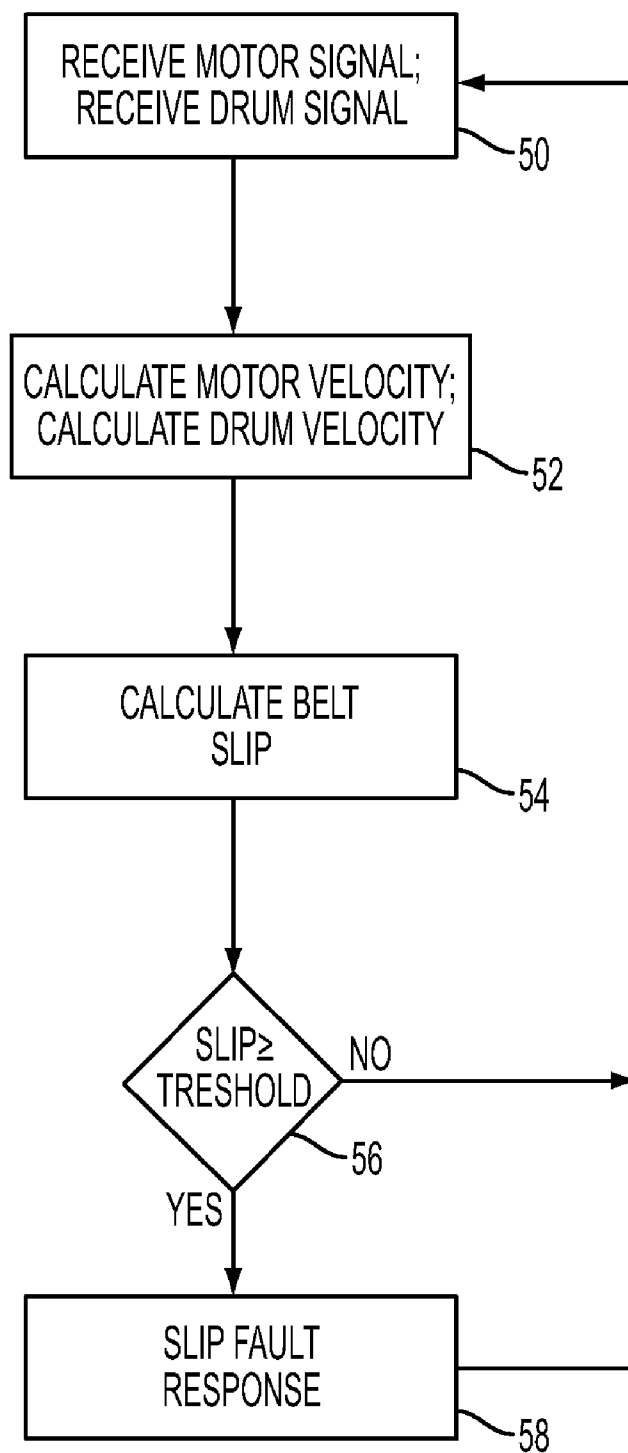 RECEIVE MOTOR SIGNAL;
RECEIVE DRUM SIGNAL
50
CALCULATE MOTOR VELOCITY;
CALCULATE DRUM VELOCITY
52
CALCULATE BELT
SLIP
54
SLIP≥
TRESHOLD
NO
56
YES
SLIP FAULT
RESPONSE
58